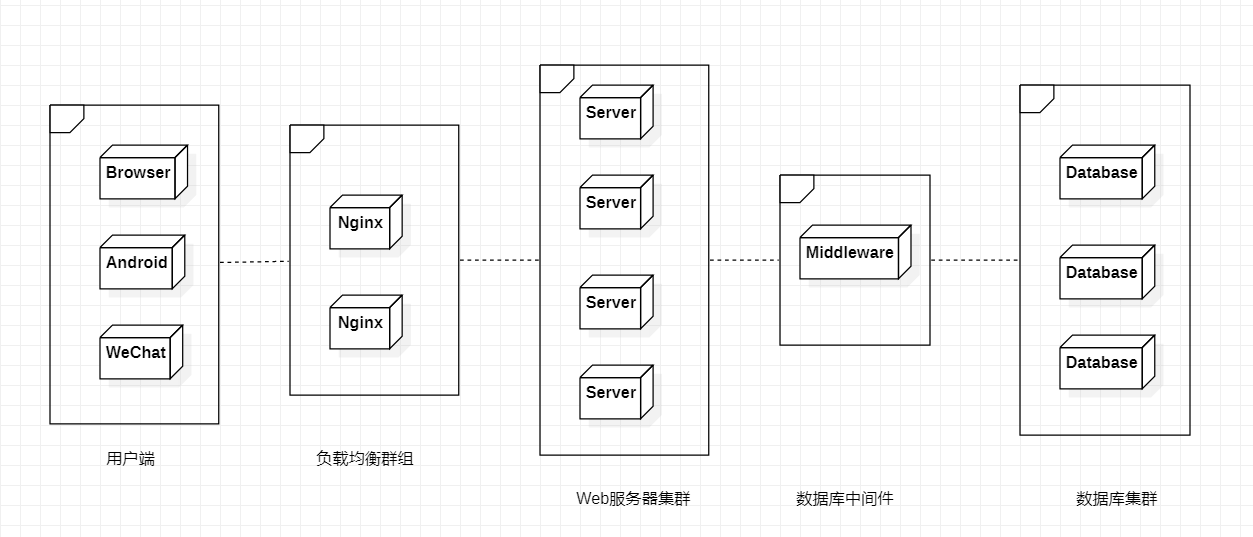 Browser
Android
WeChat
用户端
Nginx
Nginx
负载均衡群组
Server
Server
Server
Server
Web服务器集群
Middleware
数据库中间件
Database
Database
Database
数据库集群